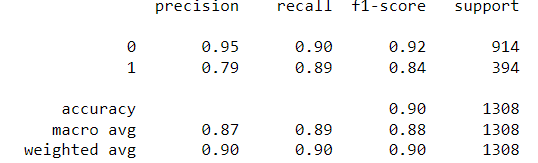 precision recall f1-score support
0 0.95 0.90 0.92 914
1 0.79 0.89 0.84 394
accuracy 0.90 1308
macro avg 0.87 0.89 0.88 1308
weighted avg 0.90 0.90 0.90 1308